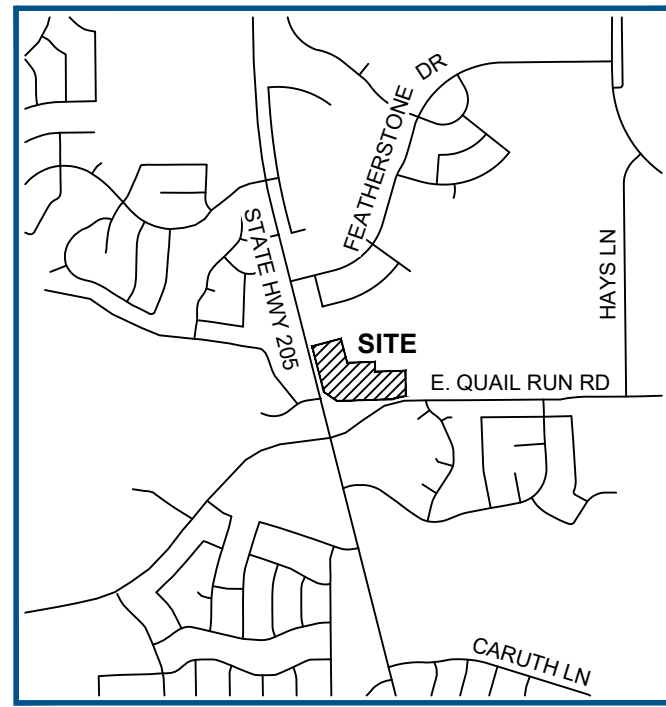 FEATHERSTONE DR
STATE HWY 205
HAYS LN
SITE
E. QUAIL RUN RD
CARUTH LN